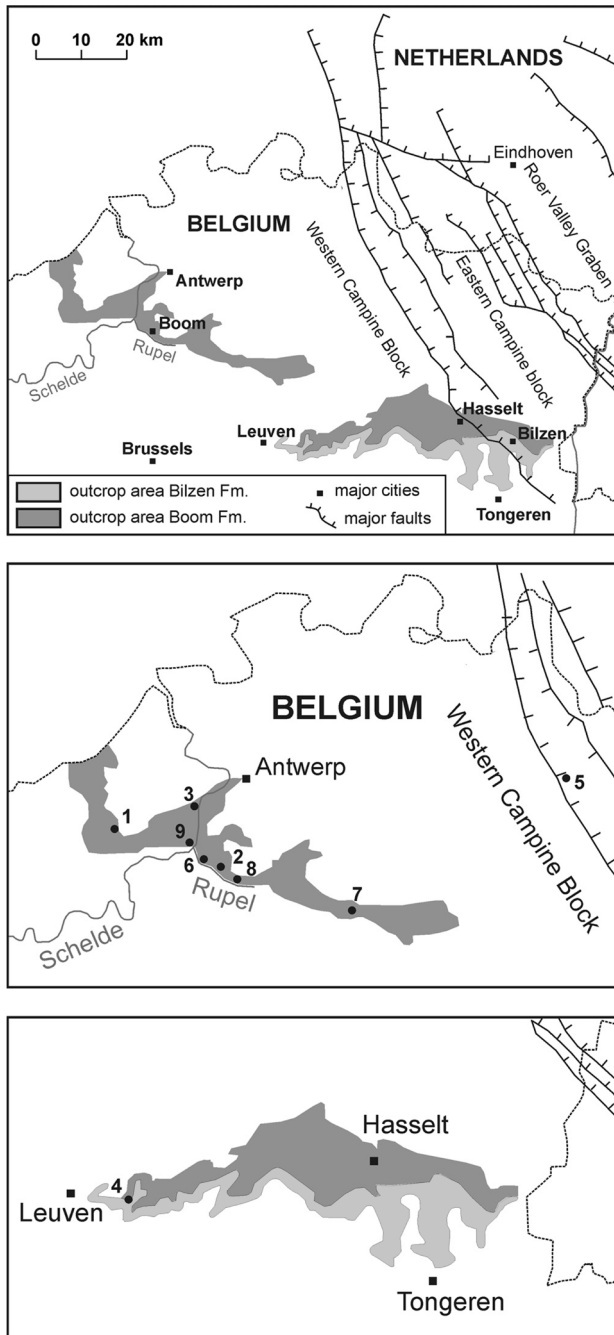 0 10 20 km
NETHERLANDS
Eindhoven
Roer Valley Graben
BELGIUM
Western Campine Block
Eastern Campine block
Antwerp
Boom
Rupel
Schelde
Hasselt
Leuven
Bilzen
Brussels
Tongeren
outcrop area Bilzen Fm.
major cities
outcrop area Boom Fm.
major faults
BELGIUM
Western Campine Block
Antwerp
5
3
1
9
6
2
8
Rupel
7
Schelde
Hasselt
4
Leuven
Tongeren